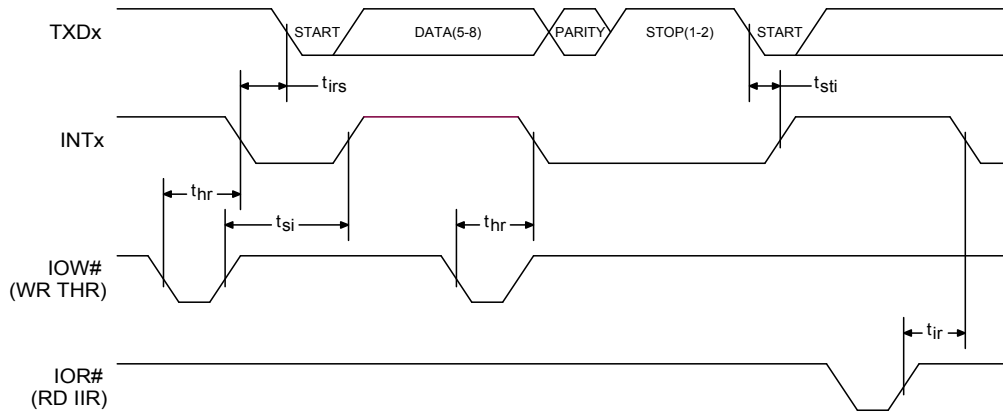 TXDx
START
DATA(5-8)
PARITY
STOP(1-2)
START
tirs
tsti
INTx
thr
tsi
thr
IOW#
(WR THR)
tir
IOR#
(RD IIR)